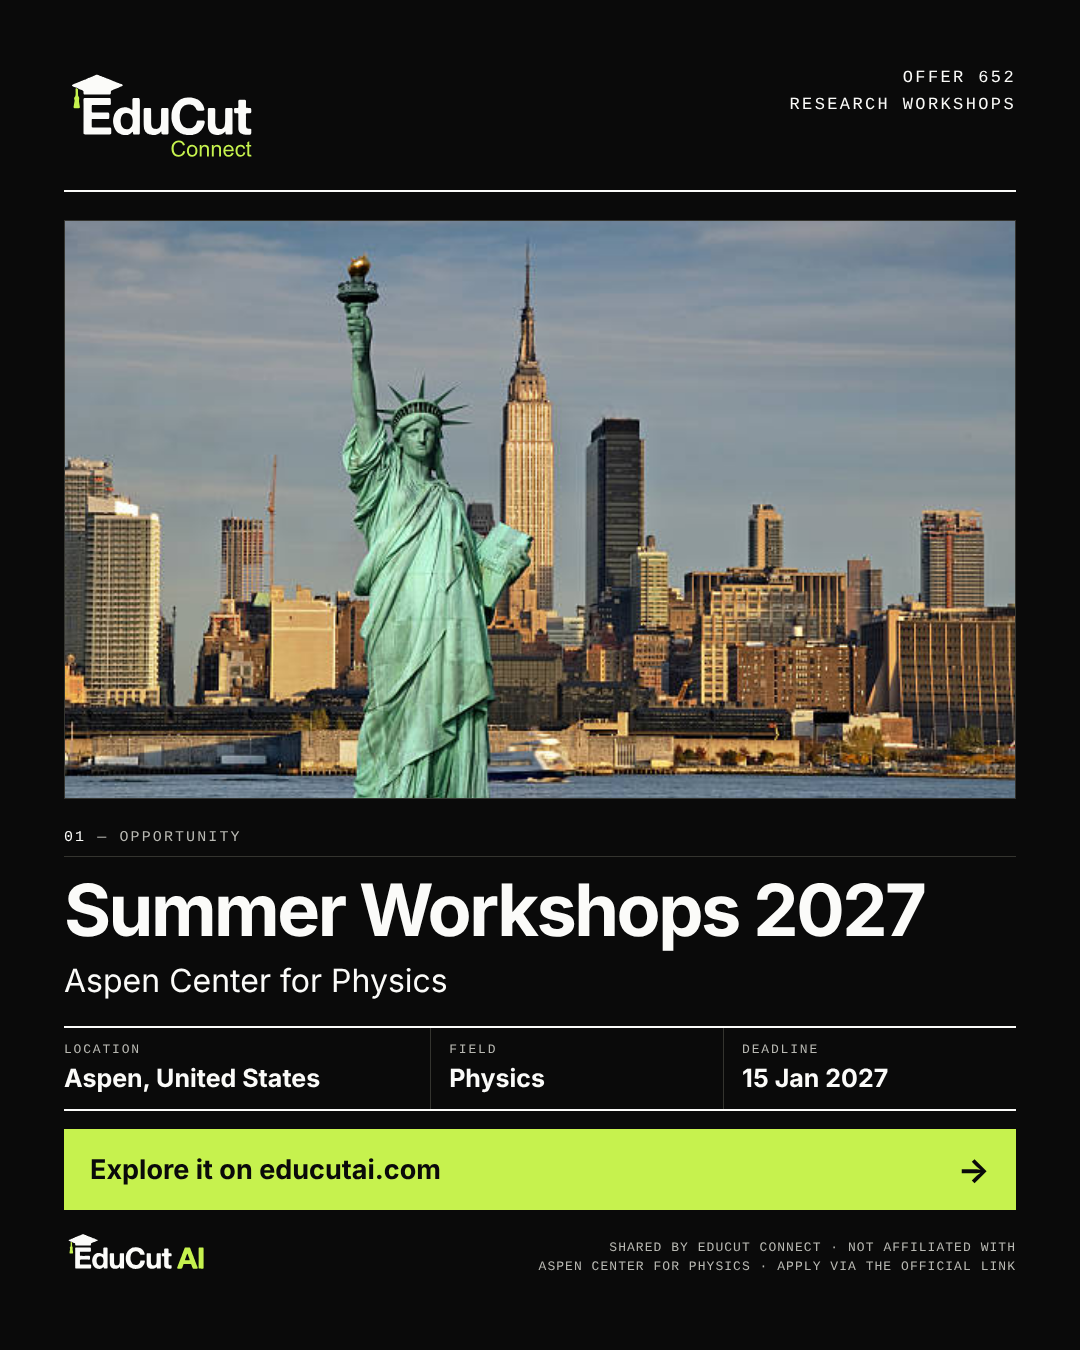 EduCut
Connect
OFFER 652
RESEARCH WORKSHOPS
01 — OPPORTUNITY
Summer Workshops 2027
Aspen Center for Physics
LOCATION
Aspen, United States
FIELD
Physics
DEADLINE
15 Jan 2027
Explore it on educutai.com →
EduCut AI
SHARED BY EDUCUT CONNECT · NOT AFFILIATED WITH
ASPEN CENTER FOR PHYSICS · APPLY VIA THE OFFICIAL LINK